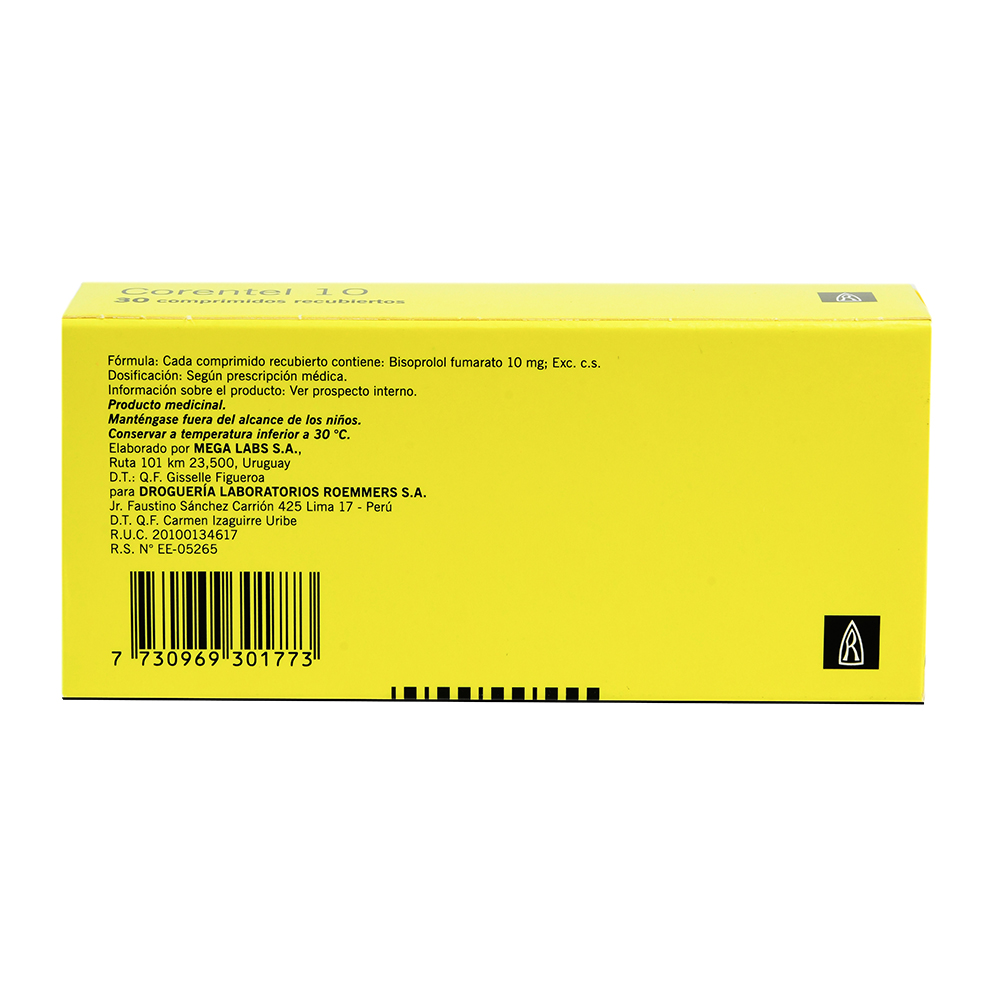 Corentel 10
30 comprimidos recubiertos
Fórmula: Cada comprimido recubierto contiene: Bisoprolol fumarato 10 mg; Exc. c.s.
Dosificación: Según prescripción médica.
Información sobre el producto: Ver prospecto interno.
Producto medicinal.
Manténgase fuera del alcance de los niños.
Conservar a temperatura inferior a 30 °C.
Elaborado por MEGA LABS S.A.,
Ruta 101 km 23,500, Uruguay
D.T.: Q.F. Gisselle Figueroa
para DROGUERÍA LABORATORIOS ROEMMERS S.A.
Jr. Faustino Sánchez Carrión 425 Lima 17 - Perú
D.T. Q.F. Carmen Izaguirre Uribe
R.U.C. 20100134617
R.S. N° EE-05265
7 730969 301773
R
R